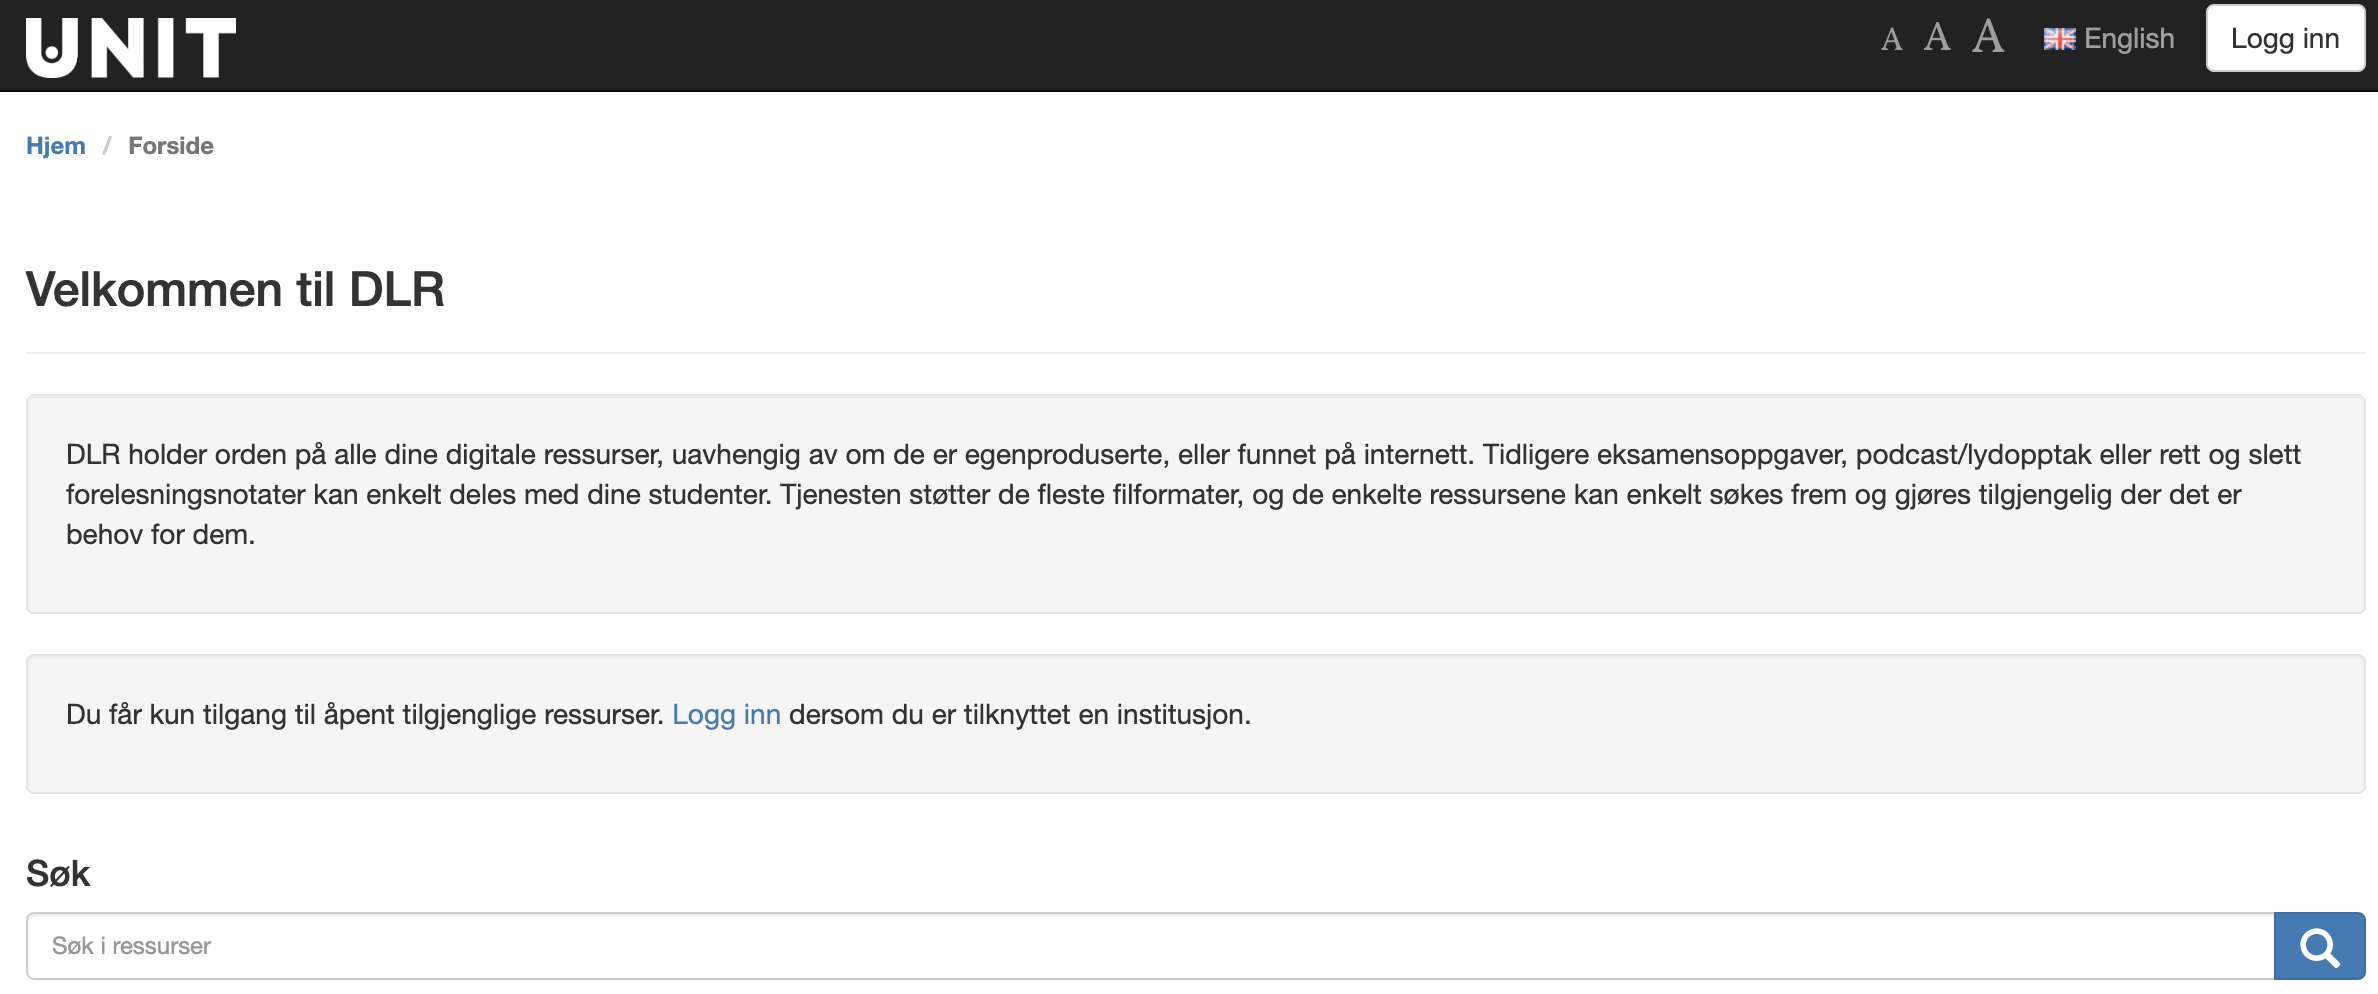 UNIT
A A A English Logg inn
Hjem / Forside
Velkommen til DLR
DLR holder orden på alle dine digitale ressurser, uavhengig av om de er egenproduserte, eller funnet på internett. Tidligere eksamensoppgaver, podcast/lydopptak eller rett og slett
forelesningsnotater kan enkelt deles med dine studenter. Tjenesten støtter de fleste filformater, og de enkelte ressursene kan enkelt søkes frem og gjøres tilgjengelig der det er
behov for dem.
Du får kun tilgang til åpent tilgjenglige ressurser. Logg inn dersom du er tilknyttet en institusjon.
Søk
Søk i ressurser